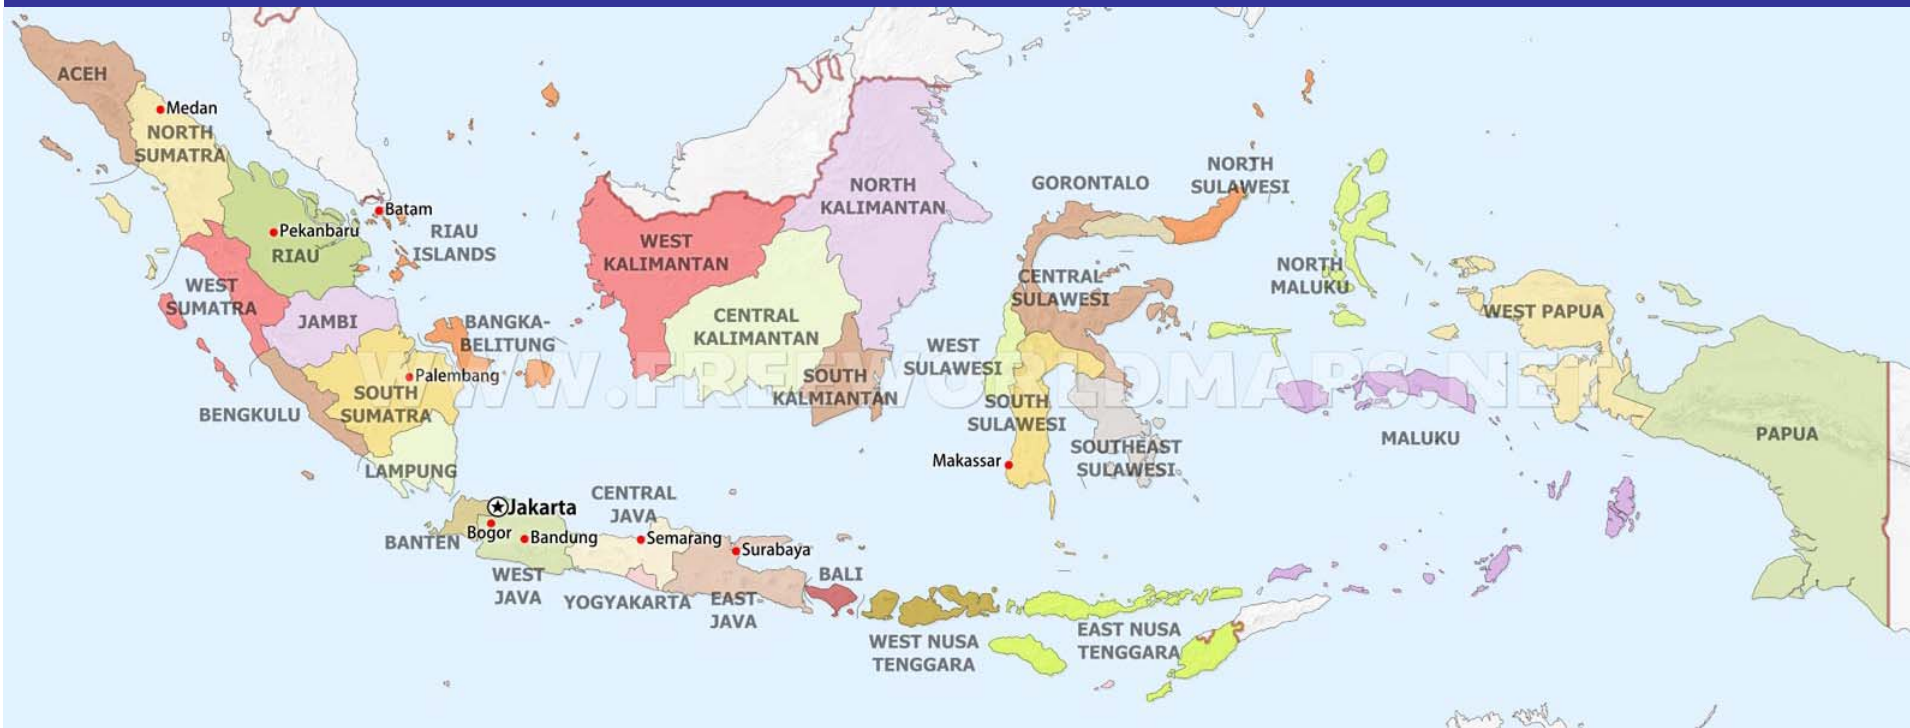 ACEH
Medan
NORTH
SUMATRA
Batam
Pekanbaru
RIAU
RIAU
ISLANDS
WEST
SUMATRA
JAMBI
BANGKA-
BELITUNG
Palembang
SOUTH
SUMATRA
BENGKULU
LAMPUNG
Jakarta
Bogor
BANTEN
Bandung
WEST
JAVA
CENTRAL
JAVA
Semarang
YOGYAKARTA
Surabaya
EAST-
JAVA
BALI
WEST NUSA
TENGGARA
EAST NUSA
TENGGARA
WEST
KALIMANTAN
NORTH
KALIMANTAN
CENTRAL
KALIMANTAN
SOUTH
KALMIANTAN
GORONTALO
NORTH
SULAWESI
CENTRAL
SULAWESI
WEST
SULAWESI
SOUTH
SULAWESI
Makassar
SOUTHEAST
SULAWESI
NORTH
MALUKU
MALUKU
WEST PAPUA
PAPUA
WWW.FREEWORLDMAPS.NET